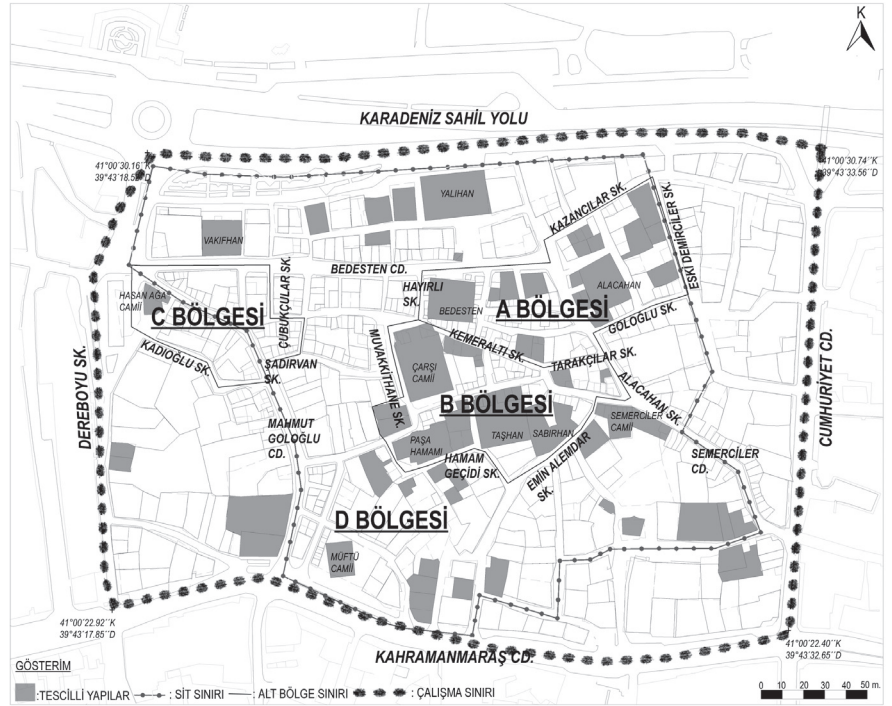 K
KARADENİZ SAHİL YOLU
41°00´30.16´´K
39°43´18.52´´D
41°00´30.74´´K
39°43´33.56´´D
YALIHAN
KAZANCILAR SK.
VAKIFHAN
ESKİ DEMİRCİLER SK.
BEDESTEN CD.
ÇUBUKÇULAR SK.
HAYIRLI
SK.
ALACAHAN
HASAN AĞA
CAMİİ
BEDESTEN
A BÖLGESİ
C BÖLGESİ
GOLOĞLU SK.
KEMERALTI SK.
KADIOĞLU SK.
MUVAKKİTHANE SK.
TARAKÇILAR SK.
ŞADIRVAN
SK.
ÇARŞI
CAMİİ
DEREBOYU SK.
CUMHURİYET CD.
ALACAHAN SK.
B BÖLGESİ
MAHMUT
GOLOĞLU
CD.
SEMERCİLER
CAMİİ
TAŞHAN
SABIRHAN
PAŞA
HAMAMI
HAMAM
GEÇİDİ SK.
EMİN ALEMDAR
SK.
SEMERCİLER
CD.
D BÖLGESİ
MÜFTÜ
CAMİİ
41°00´22.92´´K
39°43´17.85´´D
41°00´22.40´´K
39°43´32.65´´D
KAHRAMANMARAŞ CD.
GÖSTERİM
:TESCİLLİ YAPILAR : SİT SINIRI : ALT BÖLGE SINIRI : ÇALIŞMA SINIRI
0 10 20 30 40 50 m.